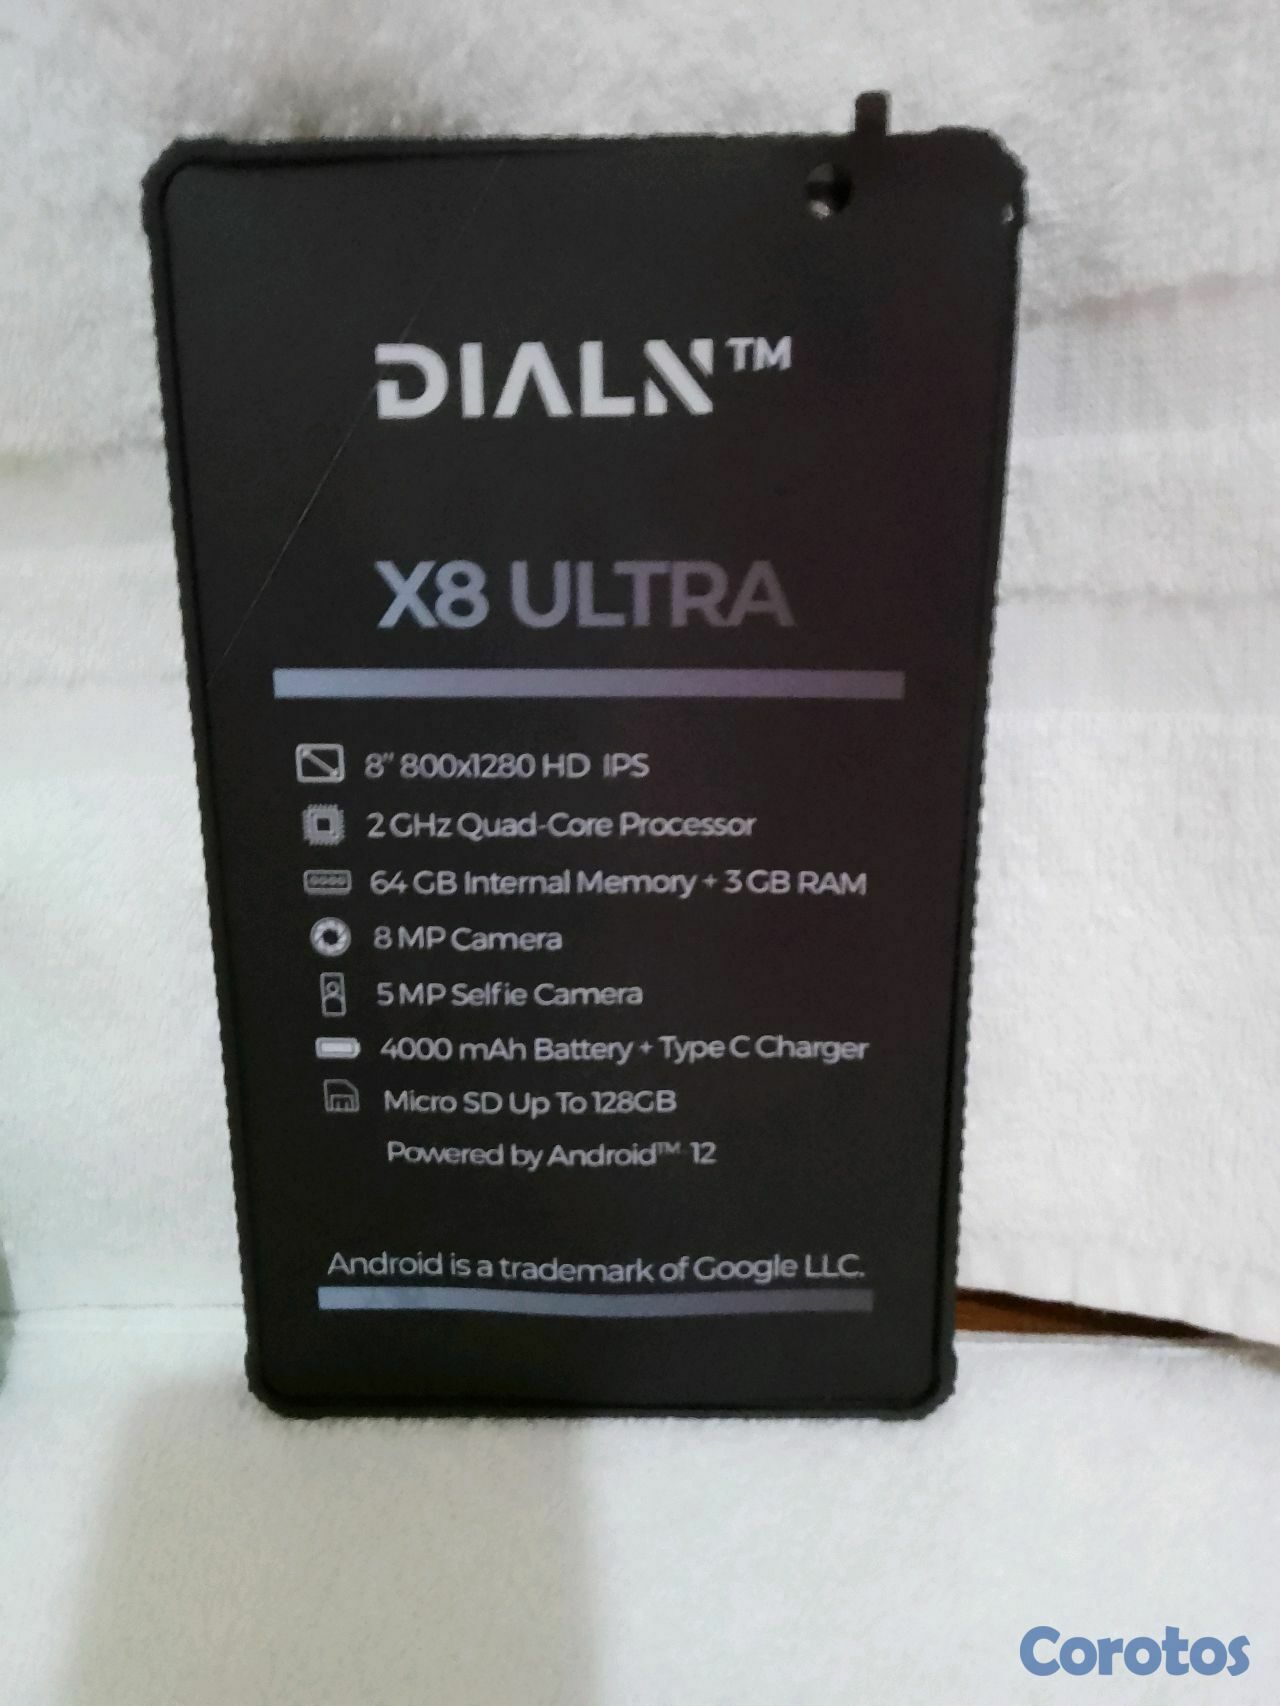 DIALN™
X8 ULTRA
8" 800x1280 HD IPS
2 GHz Quad-Core Processor
64 GB Internal Memory + 3 GB RAM
8 MP Camera
5 MP Selfie Camera
4000 mAh Battery + Type C Charger
Micro SD Up To 128GB
Powered by Android™ 12
Android is a trademark of Google LLC.
Corotos